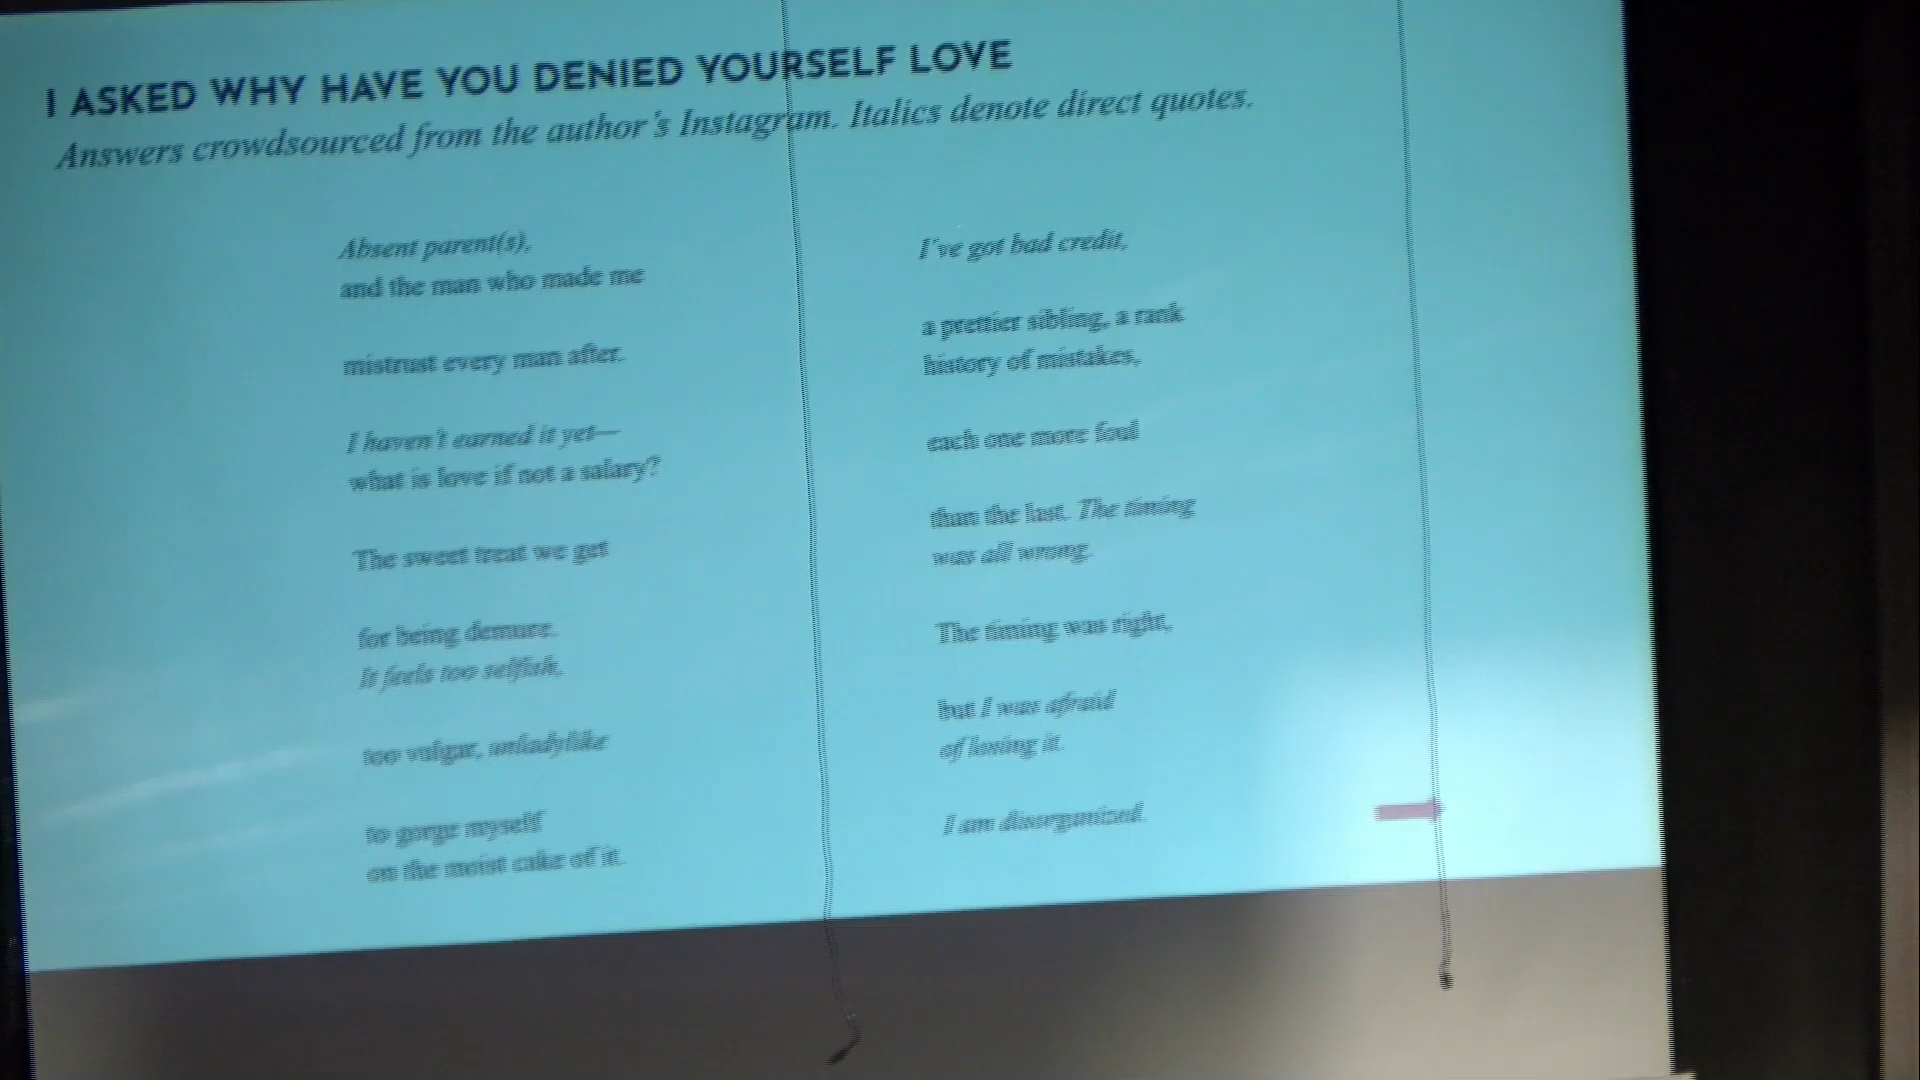 I ASKED WHY HAVE YOU DENIED YOURSELF LOVE
Answers crowdsourced from the author's Instagram. Italics denote direct quotes.
Absent parent(s),
and the man who made me
mistrust every man after.
I haven't earned it yet—
what is love if not a salary?
The sweet treat we get
for being demure.
It feels too selfish,
too vulgar, unladylike
to gorge myself
on the moist cake of it.
I've got bad credit,
a prettier sibling, a rank
history of mistakes,
each one more foul
than the last. The timing
was all wrong.
The timing was right,
but I was afraid
of losing it.
I am disorganized.